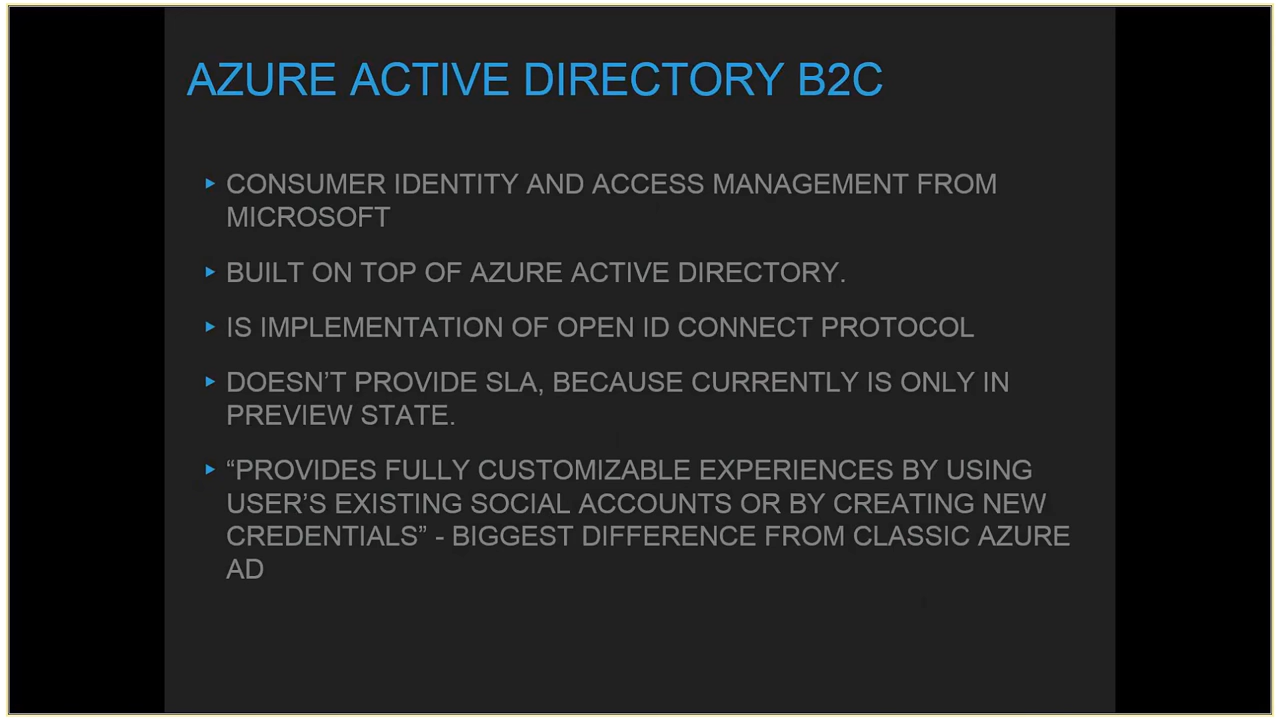 AZURE ACTIVE DIRECTORY B2C
CONSUMER IDENTITY AND ACCESS MANAGEMENT FROM
MICROSOFT
BUILT ON TOP OF AZURE ACTIVE DIRECTORY.
IS IMPLEMENTATION OF OPEN ID CONNECT PROTOCOL
DOESN’T PROVIDE SLA, BECAUSE CURRENTLY IS ONLY IN
PREVIEW STATE.
“PROVIDES FULLY CUSTOMIZABLE EXPERIENCES BY USING
USER’S EXISTING SOCIAL ACCOUNTS OR BY CREATING NEW
CREDENTIALS” - BIGGEST DIFFERENCE FROM CLASSIC AZURE
AD